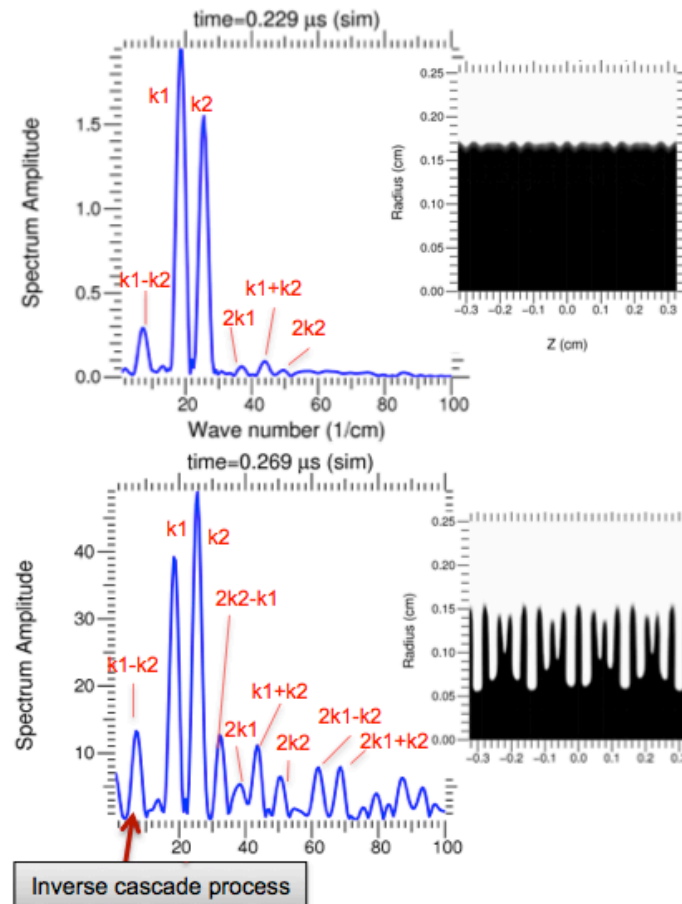 time=0.229 μs (sim)
Spectrum Amplitude
1.5
1.0
0.5
0.0
k1
k2
k1-k2
2k1
k1+k2
2k2
20
40
60
80
100
Wave number (1/cm)
Radius (cm)
0.25
0.20
0.15
0.10
0.05
0.00
−0.3
−0.2
−0.1
0.0
0.1
0.2
0.3
Z (cm)
time=0.269 μs (sim)
Spectrum Amplitude
40
30
20
10
k1
k2
2k2-k1
k1-k2
2k1
k1+k2
2k2
2k1-k2
2k1+k2
20
40
60
80
100
Radius (cm)
0.25
0.20
0.15
0.10
0.05
0.00
−0.3
−0.2
−0.1
0.0
0.1
0.2
0.3
Inverse cascade process